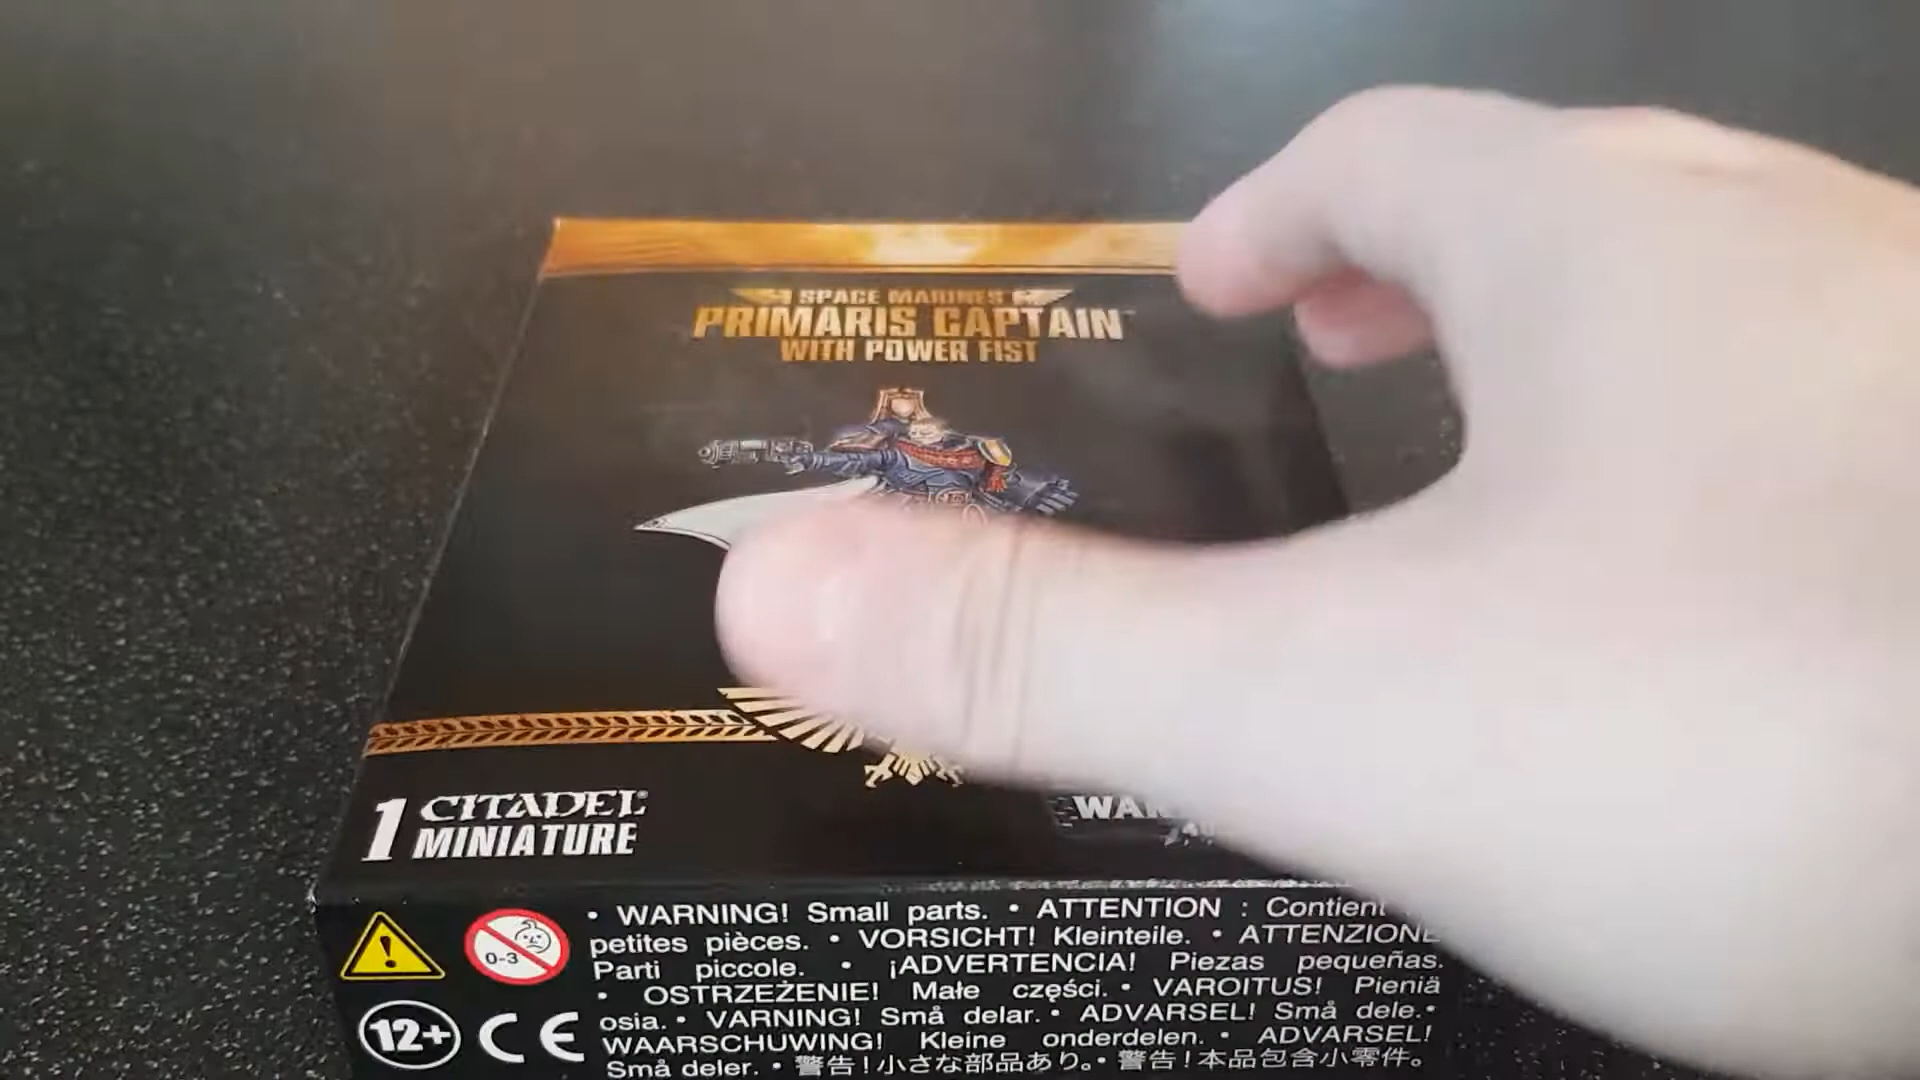 SPACE MARINES
PRIMARIS CAPTAIN
WITH POWER FIST
1 CITADEL
MINIATURE
• WARNING! Small parts. • ATTENTION : Contient
petites pièces. • VORSICHT! Kleinteile. • ATTENZIONE
Parti piccole. • ¡ADVERTENCIA! Piezas pequeñas.
• OSTRZEŻENIE! Małe części. • VAROITUS! Pieniä
osia. • VARNING! Små delar. • ADVARSEL! Små dele. •
WAARSCHUWING! Kleine onderdelen. • ADVARSEL!
Små deler. • 警告！小さな部品あり。• 警告！本品包含小零件。
0-3
12+ CE